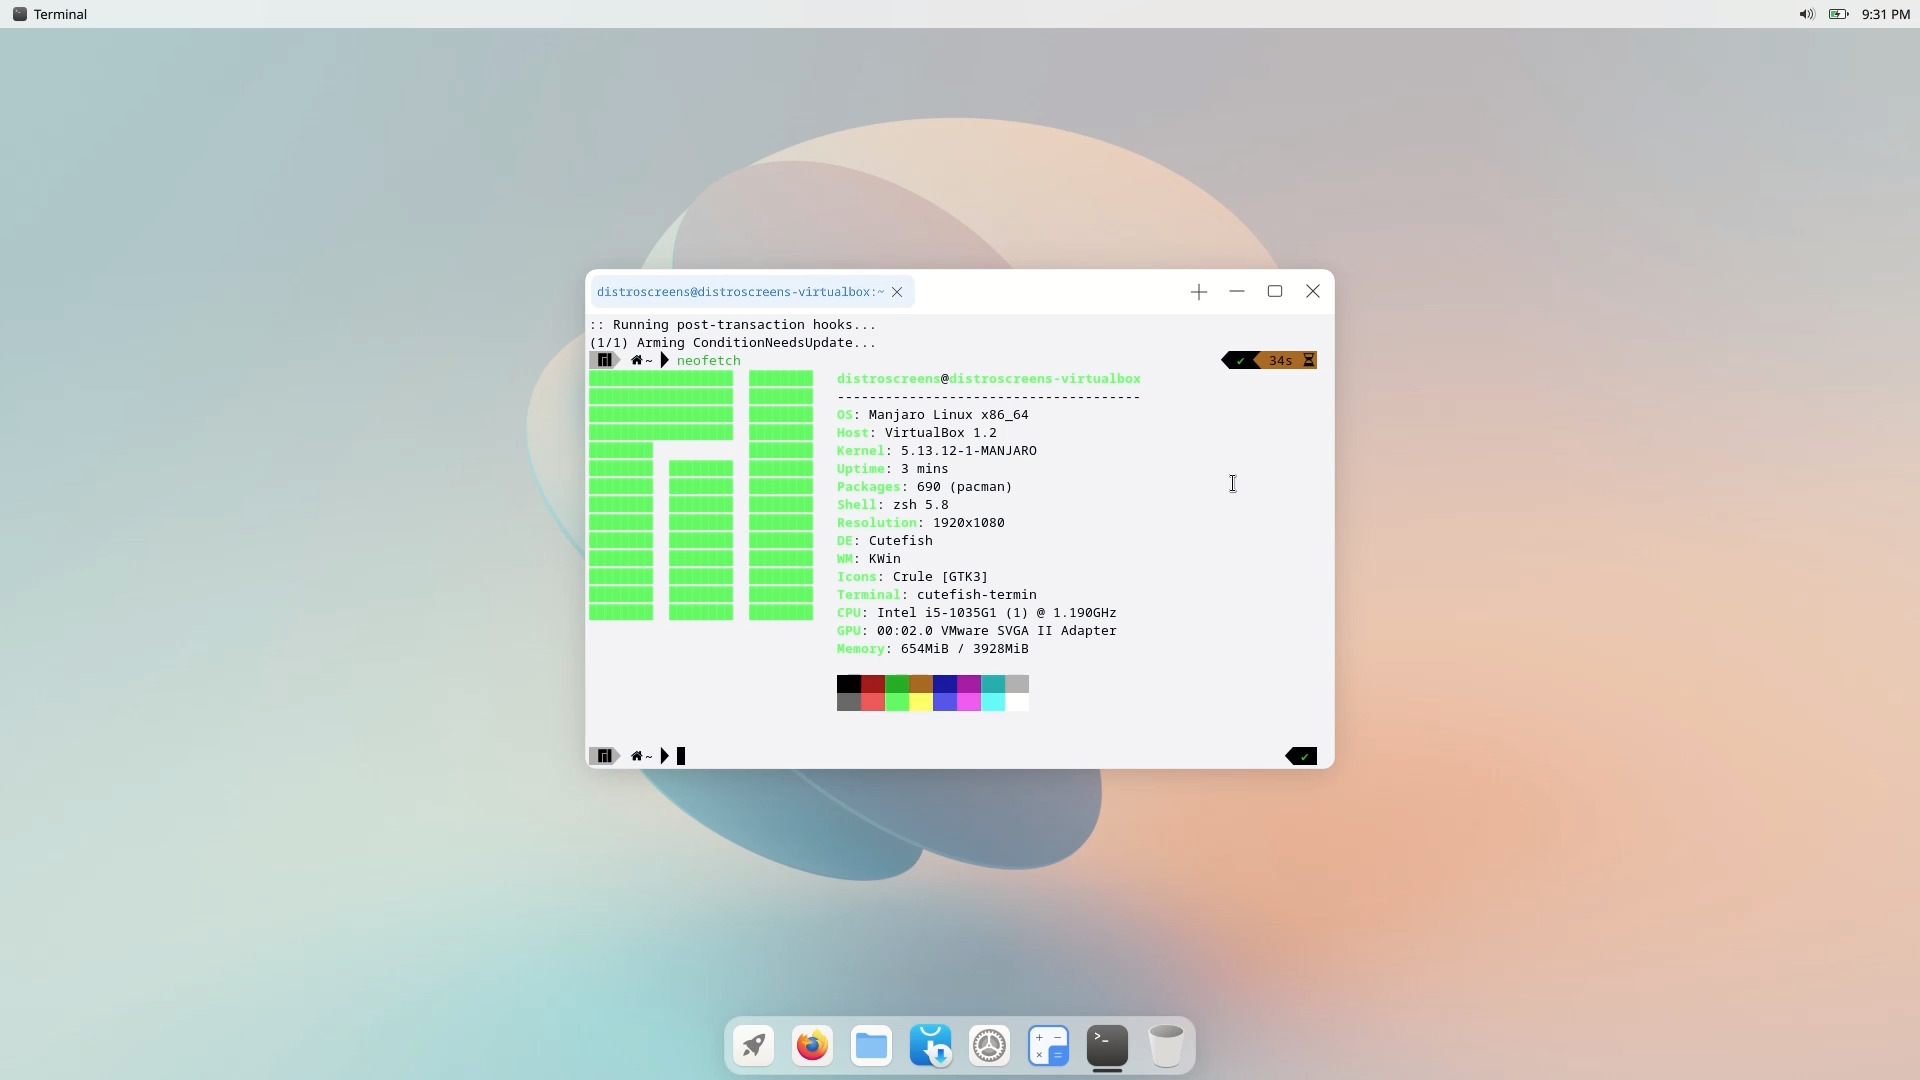 Terminal
9:31 PM
distroscreens@distroscreens-virtualbox:~
:: Running post-transaction hooks...
(1/1) Arming ConditionNeedsUpdate...
~ neofetch
34s
distroscreens@distroscreens-virtualbox
--------------------------------------
OS: Manjaro Linux x86_64
Host: VirtualBox 1.2
Kernel: 5.13.12-1-MANJARO
Uptime: 3 mins
Packages: 690 (pacman)
Shell: zsh 5.8
Resolution: 1920x1080
DE: Cutefish
WM: KWin
Icons: Crule [GTK3]
Terminal: cutefish-termin
CPU: Intel i5-1035G1 (1) @ 1.190GHz
GPU: 00:02.0 VMware SVGA II Adapter
Memory: 654MiB / 3928MiB
~